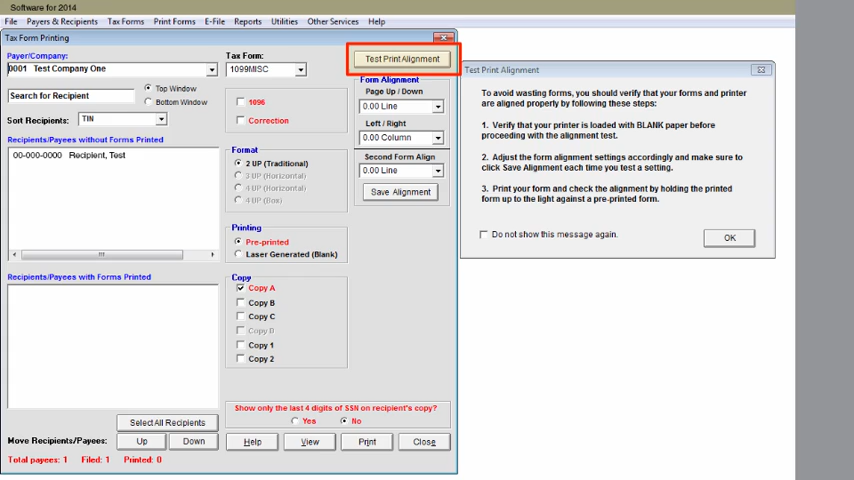 Software for 2014
File Payers & Recipients Tax Forms Print Forms E-File Reports Utilities Other Services Help
Tax Form Printing
Payer/Company:
0001 Test Company One
Search for Recipient
Top Window
Bottom Window
Sort Recipients: TIN
Recipients/Payees without Forms Printed
00-000-0000 Recipient, Test
Recipients/Payees with Forms Printed
Select All Recipients
Move Recipients/Payees: Up Down
Total payees: 1 Filed: 1 Printed: 0
Tax Form:
1099MISC
1096
Correction
Format
2 UP (Traditional)
3 UP (Horizontal)
4 UP (Horizontal)
4 UP (Box)
Printing
Pre-printed
Laser Generated (Blank)
Copy
Copy A
Copy B
Copy C
Copy D
Copy 1
Copy 2
Test Print Alignment
Form Alignment
Page Up / Down
0.00 Line
Left / Right
0.00 Column
Second Form Align
0.00 Line
Save Alignment
Show only the last 4 digits of SSN on recipient's copy?
Yes No
Help View Print Close
Test Print Alignment
To avoid wasting forms, you should verify that your forms and printer
are aligned properly by following these steps:
1. Verify that your printer is loaded with BLANK paper before
proceeding with the alignment test.
2. Adjust the form alignment settings accordingly and make sure to
click Save Alignment each time you test a setting.
3. Print your form and check the alignment by holding the printed
form up to the light against a pre-printed form.
Do not show this message again.
OK